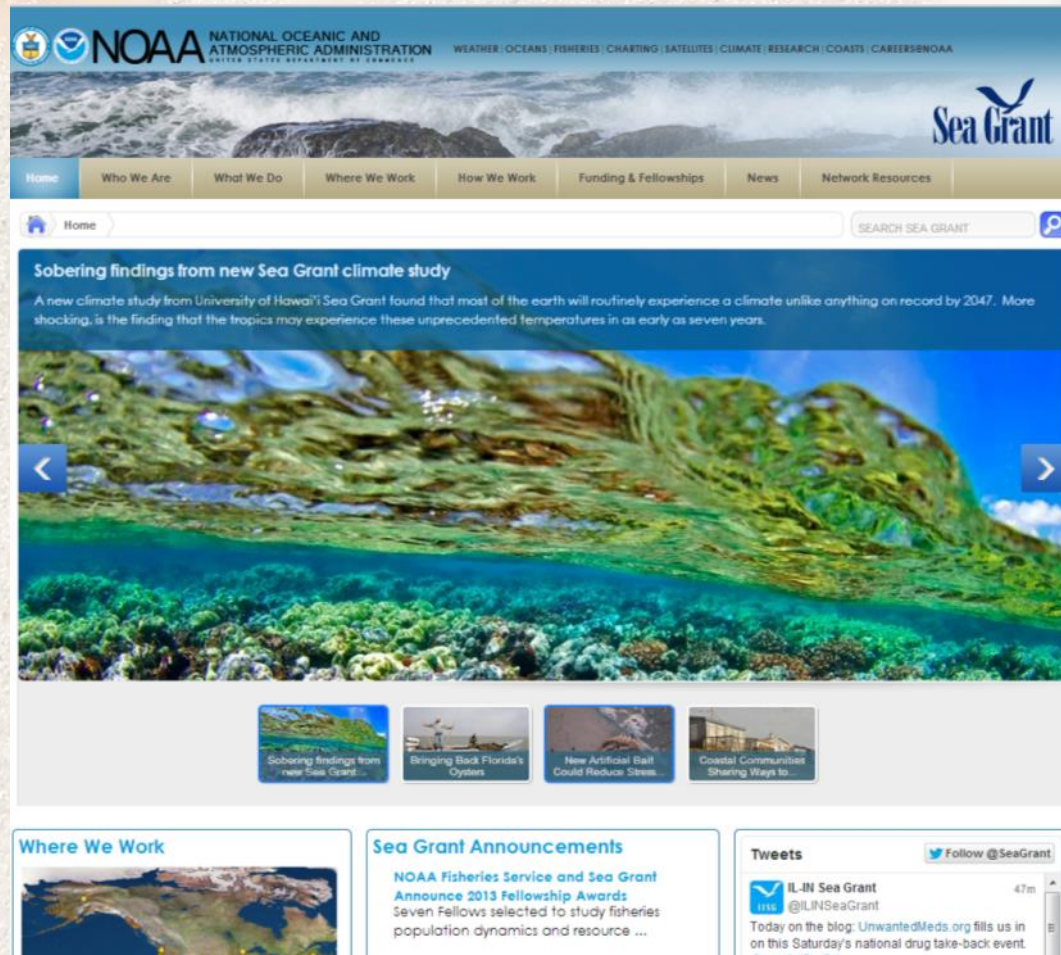 NOAA NATIONAL OCEANIC AND
ATMOSPHERIC ADMINISTRATION
UNITED STATES DEPARTMENT OF COMMERCE
WEATHER | OCEANS | FISHERIES | CHARTING | SATELLITES | CLIMATE | RESEARCH | COASTS | CAREERS@NOAA
Sea Grant
Home Who We Are What We Do Where We Work How We Work Funding & Fellowships News Network Resources
Home SEARCH SEA GRANT
Sobering findings from new Sea Grant climate study
A new climate study from University of Hawai'i Sea Grant found that most of the earth will routinely experience a climate unlike anything on record by 2047. More
shocking, is the finding that the tropics may experience these unprecedented temperatures in as early as seven years.
Sobering findings from
new Sea Grant...
Bringing Back Florida's
Oysters
New Artificial Bait
Could Reduce Stress...
Coastal Communities
Sharing Ways to...
Where We Work
Sea Grant Announcements
NOAA Fisheries Service and Sea Grant
Announce 2013 Fellowship Awards
Seven Fellows selected to study fisheries
population dynamics and resource ...
Tweets Follow @SeaGrant
IL-IN Sea Grant 47m
IISG @ILINSeaGrant
Today on the blog: UnwantedMeds.org fills us in
on this Saturday's national drug take-back event.